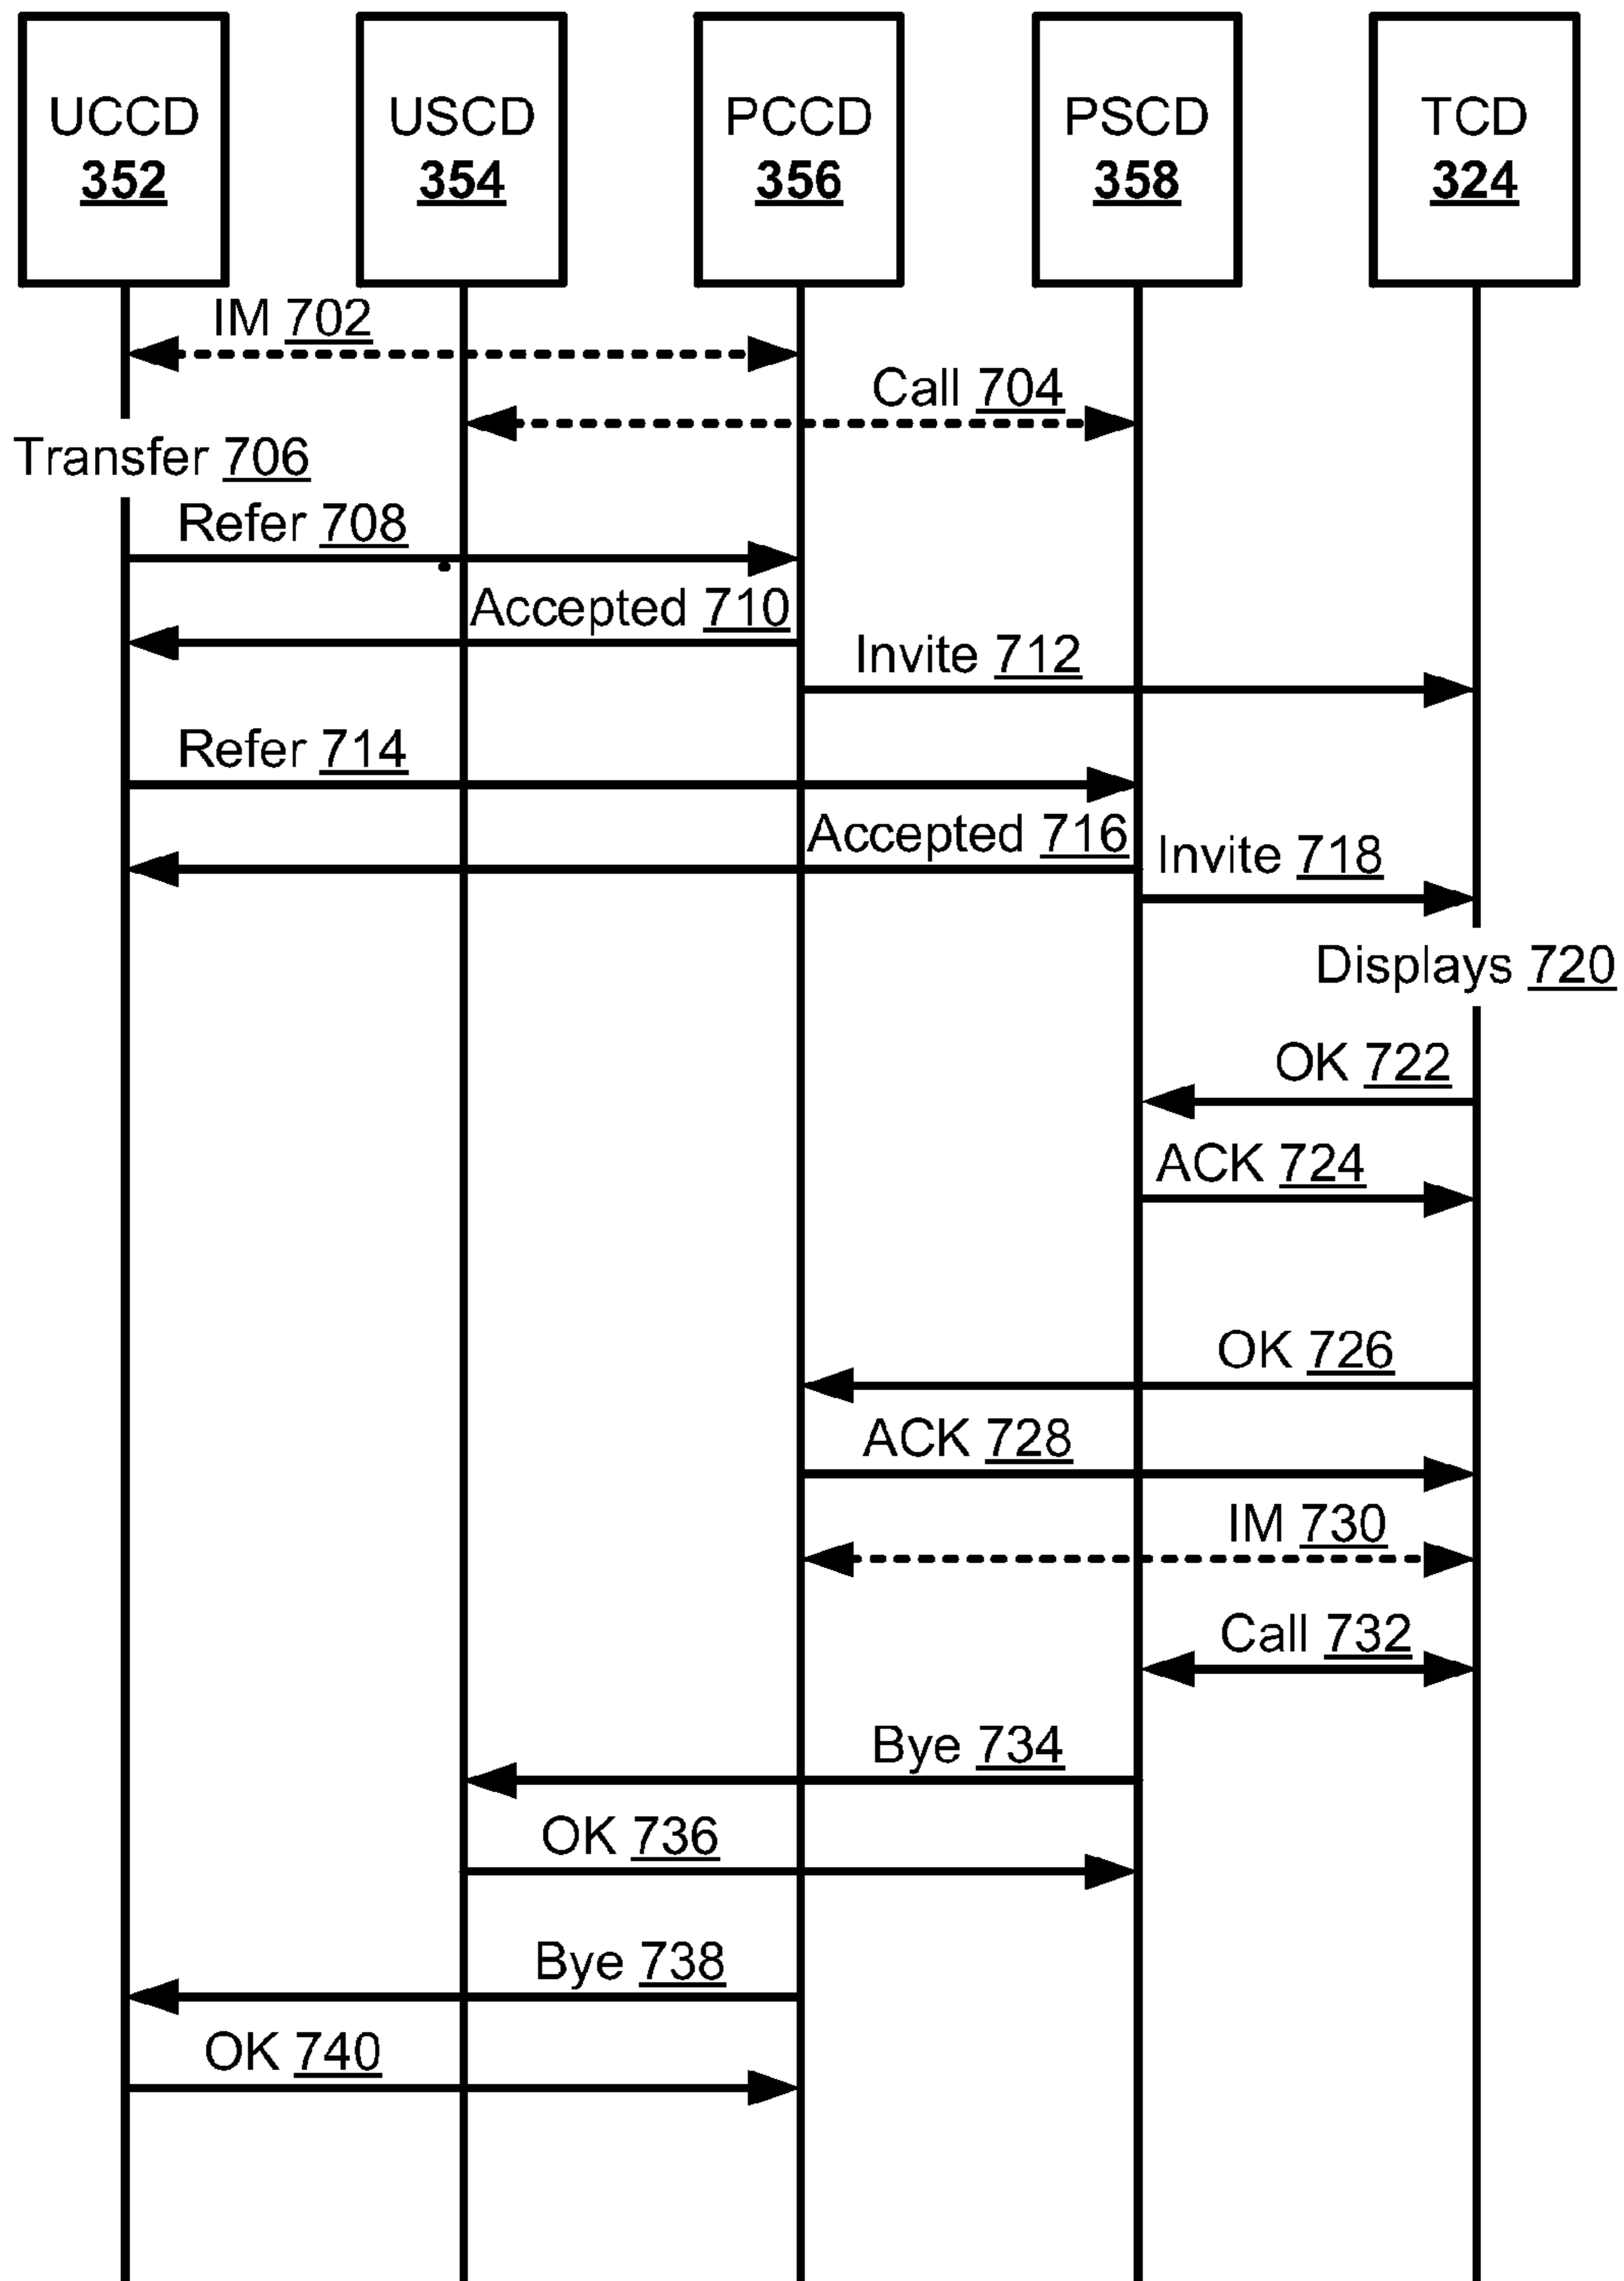 UCCD
352
USCD
354
PCCD
356
PSCD
358
TCD
324
IM 702
Call 704
Transfer 706
Refer 708
Accepted 710
Invite 712
Refer 714
Accepted 716
Invite 718
Displays 720
OK 722
ACK 724
OK 726
ACK 728
IM 730
Call 732
Bye 734
OK 736
Bye 738
OK 740